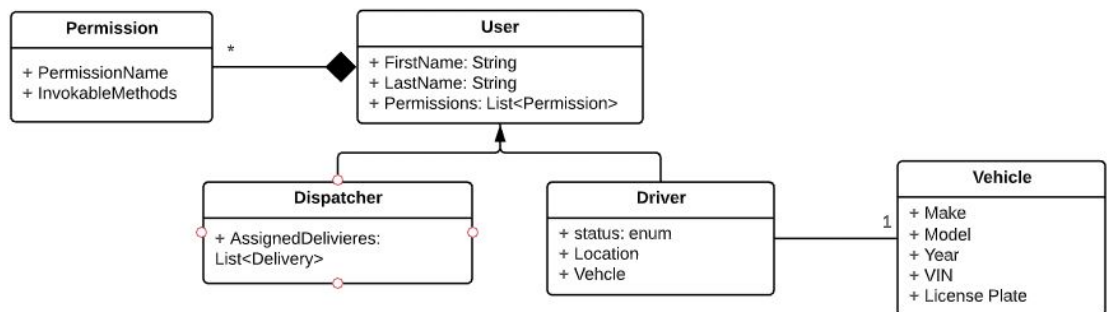 Permission
+ PermissionName
+ InvokableMethods
*
User
+ FirstName: String
+ LastName: String
+ Permissions: List<Permission>
Dispatcher
+ AssignedDelivieres:
List<Delivery>
Driver
+ status: enum
+ Location
+ Vehcle
1
Vehicle
+ Make
+ Model
+ Year
+ VIN
+ License Plate